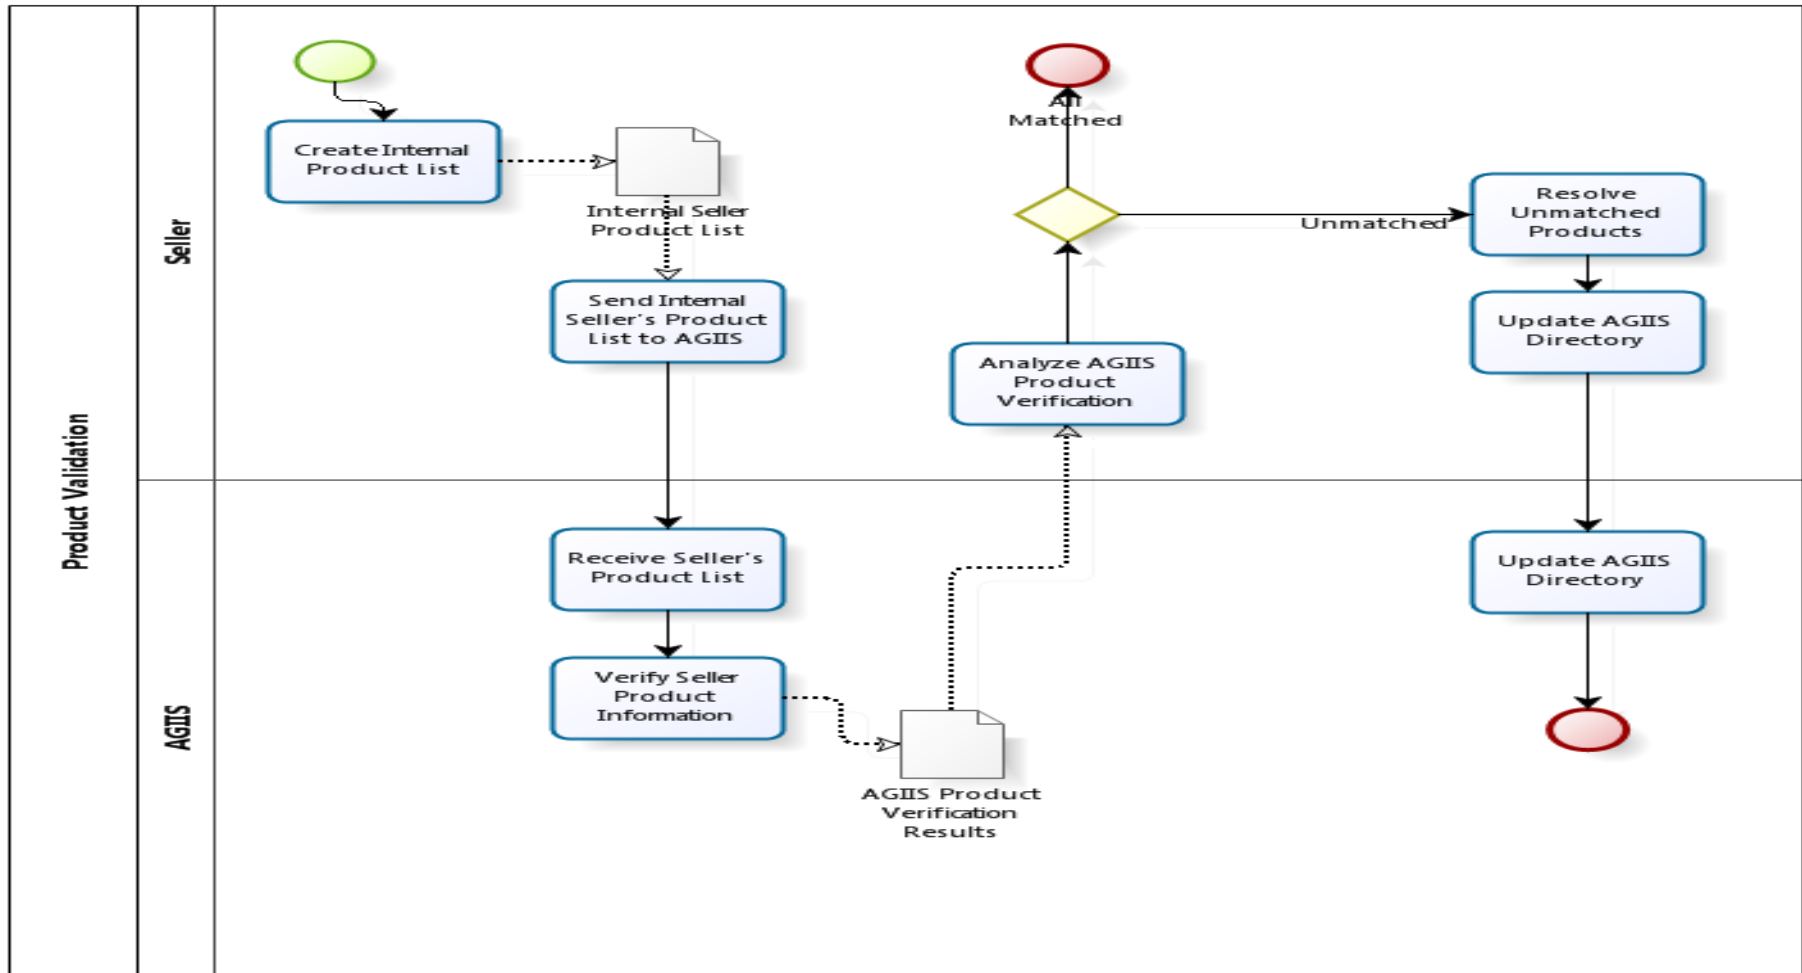 Product Validation
Seller
AGIIS
Create Internal
Product List
Internal Seller
Product List
Send Internal
Seller's Product
List to AGIIS
Receive Seller's
Product List
Verify Seller
Product
Information
AGIIS Product
Verification
Results
Analyze AGIIS
Product
Verification
All
Matched
Unmatched
Resolve
Unmatched
Products
Update AGIIS
Directory
Update AGIIS
Directory